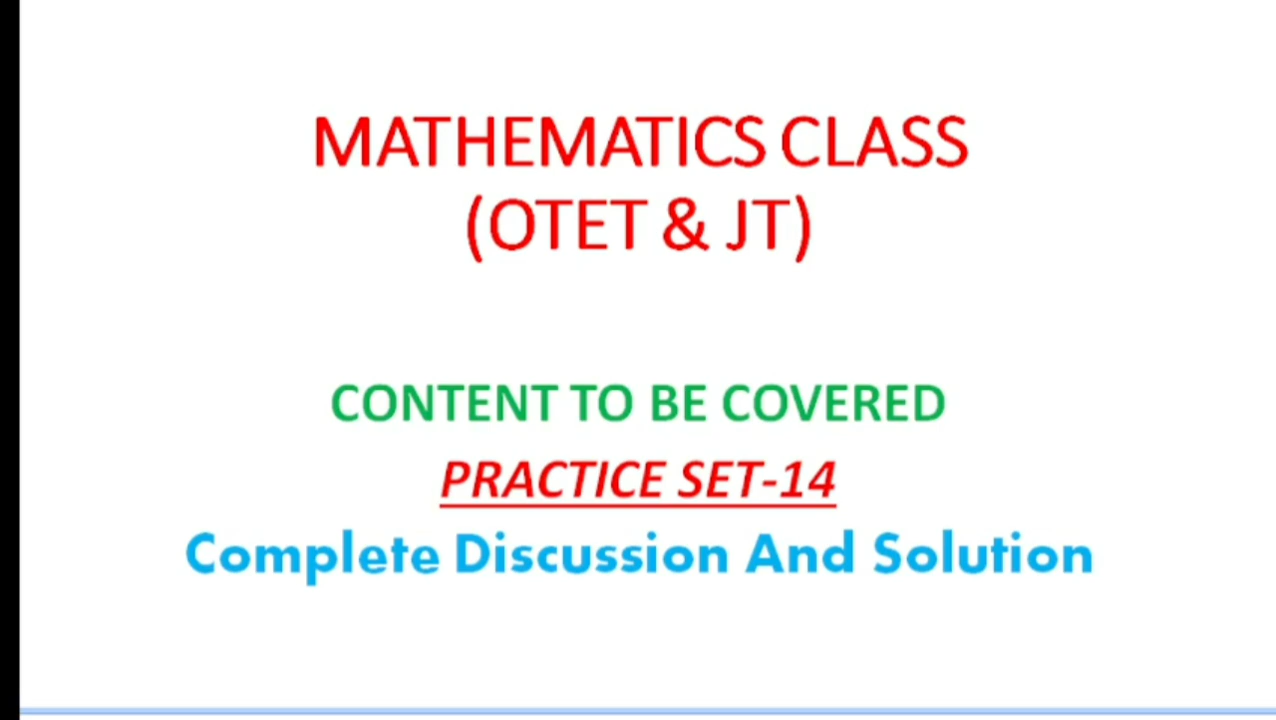 MATHEMATICS CLASS
(OTET & JT)
CONTENT TO BE COVERED
PRACTICE SET-14
Complete Discussion And Solution